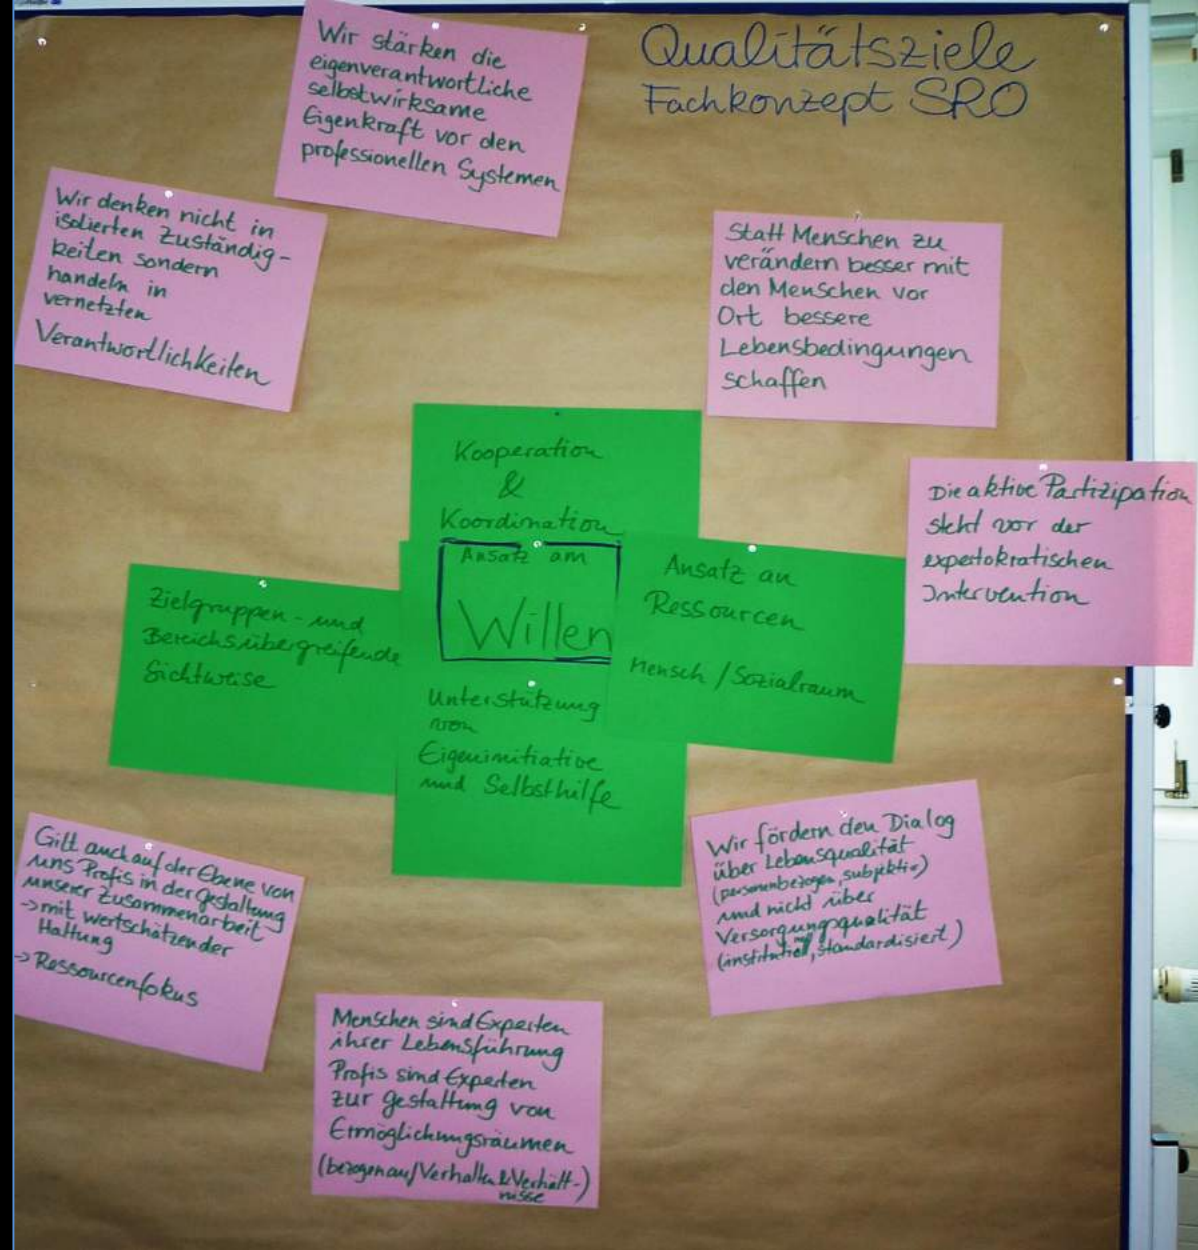 Qualitätsziele
Fachkonzept SRO
Wir stärken die
eigenverantwortliche
selbstwirksame
Eigenkraft vor den
professionellen Systemen
Wir denken nicht in
isolierten Zuständig-
keiten sondern
handeln in
vernetzten
Verantwortlichkeiten
Statt Menschen zu
verändern besser mit
den Menschen vor
Ort bessere
Lebensbedingungen
schaffen
Die aktive Partizipation
steht vor der
expertokratischen
Intervention
Kooperation
&
Koordination
Ansatz am
Willen
Ansatz an
Ressourcen
Mensch / Sozialraum
Zielgruppen- und
Bereichsübergreifende
Sichtweise
Unterstützung
von
Eigeninitiative
und Selbsthilfe
Wir fördern den Dialog
über Lebensqualität
(personenbezogen, subjektiv)
und nicht über
Versorgungsqualität
(institutiell, standardisiert)
Gilt auch auf der Ebene von
uns Profis in der Gestaltung
unserer Zusammenarbeit
-> mit wertschätzender
Haltung
-> Ressourcenfokus
Menschen sind Experten
ihrer Lebensführung
Profis sind Experten
zur Gestaltung von
Ermöglichungsräumen
(bezogen auf Verhalten & Verhält-)
nisse